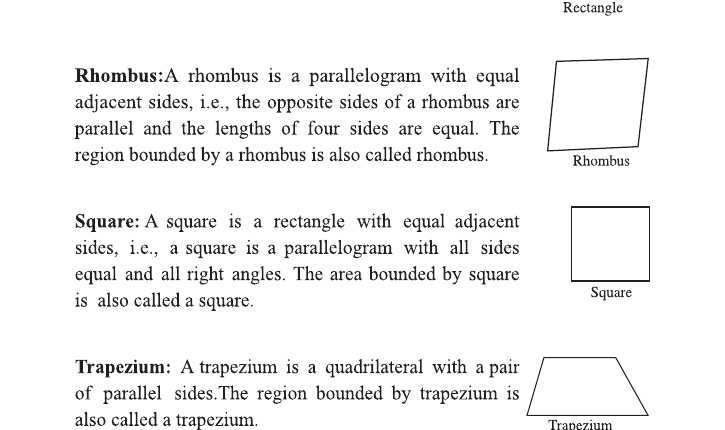 Rectangle
Rhombus:A rhombus is a parallelogram with equal
adjacent sides, i.e., the opposite sides of a rhombus are
parallel and the lengths of four sides are equal. The
region bounded by a rhombus is also called rhombus.
Rhombus
Square: A square is a rectangle with equal adjacent
sides, i.e., a square is a parallelogram with all sides
equal and all right angles. The area bounded by square
is also called a square.
Square
Trapezium: A trapezium is a quadrilateral with a pair
of parallel sides.The region bounded by trapezium is
also called a trapezium.
Trapezium